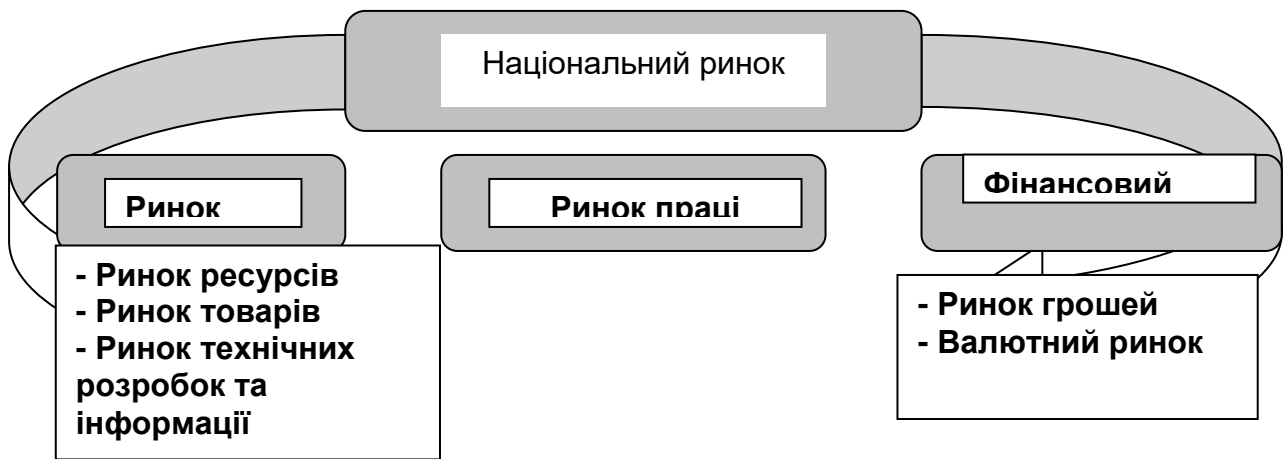 Національний ринок
Ринок
Ринок праці
Фінансовий
- Ринок ресурсів
- Ринок товарів
- Ринок технічних
розробок та
інформації
- Ринок грошей
- Валютний ринок